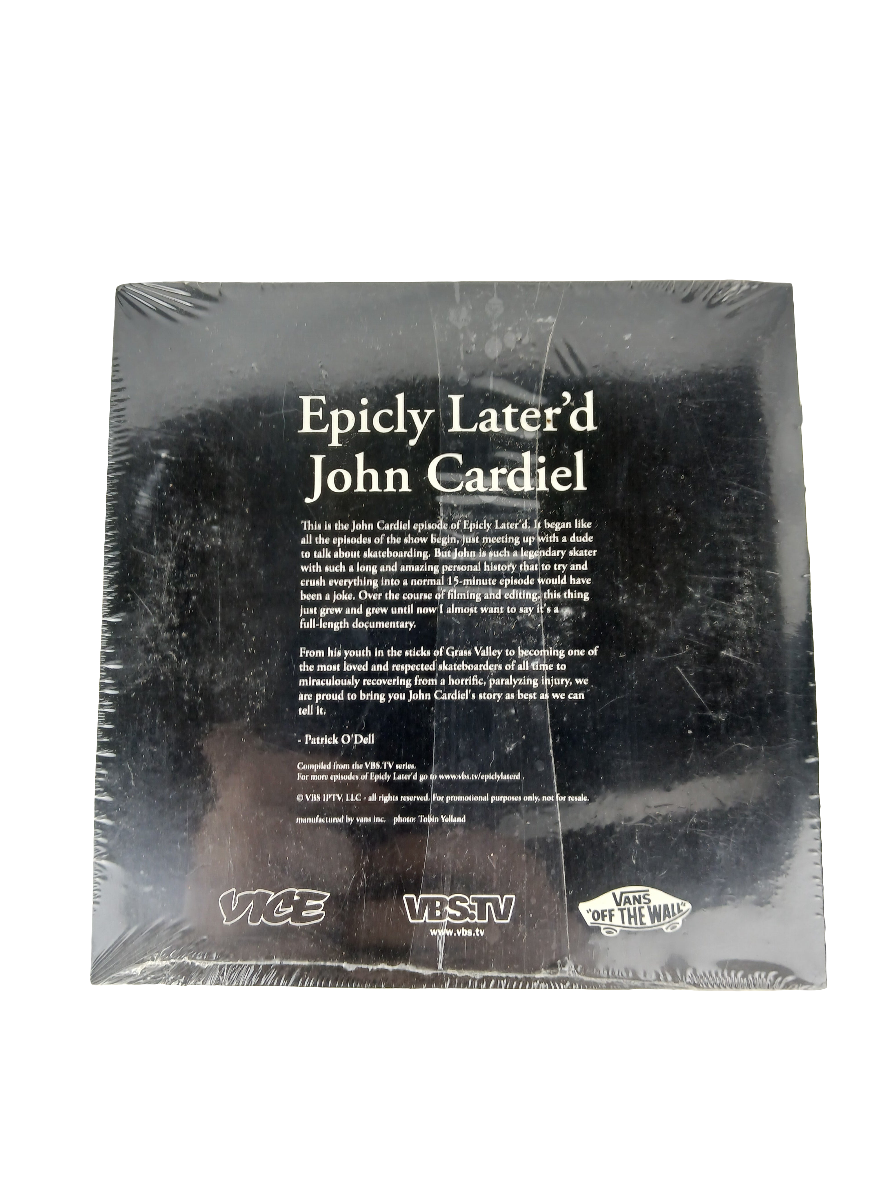 Epicly Later'd
John Cardiel
This is the John Cardiel episode of Epicly Later'd. It began like
all the episodes of the show begin, just meeting up with a dude
to talk about skateboarding. But John is such a legendary skater
with such a long and amazing personal history that to try and
crush everything into a normal 15-minute episode would have
been a joke. Over the course of filming and editing, this thing
just grew and grew until now I almost want to say it's a
full-length documentary.
From his youth in the sticks of Grass Valley to becoming one of
the most loved and respected skateboarders of all time to
miraculously recovering from a horrific, paralyzing injury, we
are proud to bring you John Cardiel's story as best as we can
tell it.
- Patrick O'Dell
Compiled from the VBS.TV series.
For more episodes of Epicly Later'd go to www.vbs.tv/epiclylaterd .
© VBS IPTV, LLC - all rights reserved. For promotional purposes only, not for resale.
manufactured by vans inc. photo: Tobin Yelland
VICE
VBS.TV
www.vbs.tv
VANS
"OFF THE WALL"